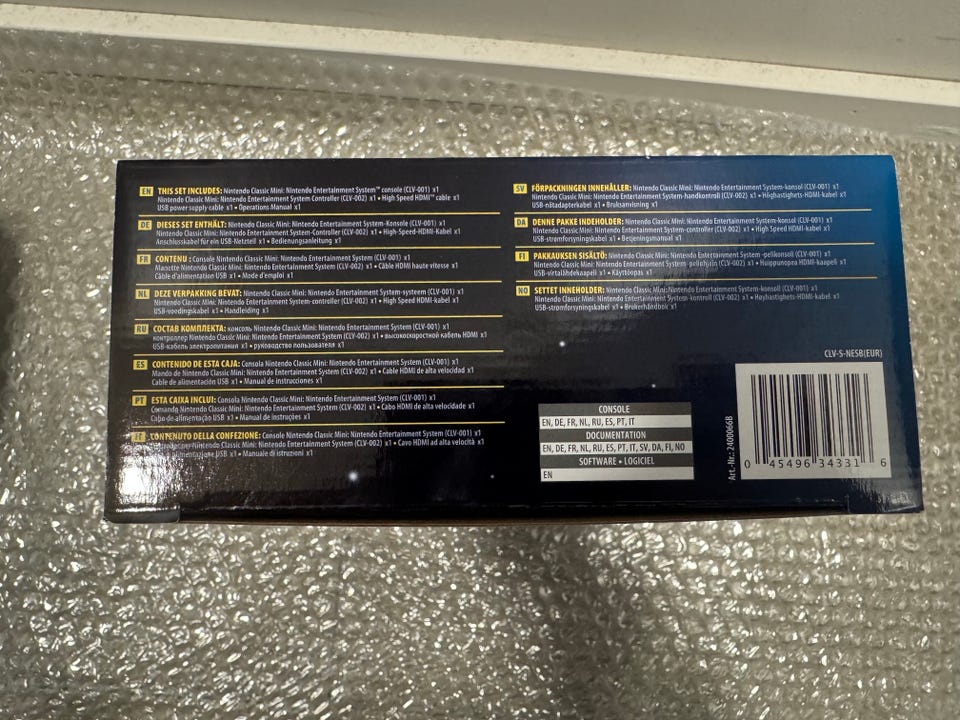 EN THIS SET INCLUDES: Nintendo Classic Mini: Nintendo Entertainment System™ console (CLV-001) x1
Nintendo Classic Mini: Nintendo Entertainment System Controller (CLV-002) x1 • High Speed HDMI™ cable x1
USB power supply cable x1 • Operations Manual x1
DE DIESES SET ENTHÄLT: Nintendo Classic Mini: Nintendo Entertainment System-Konsole (CLV-001) x1
Nintendo Classic Mini: Nintendo Entertainment System-Controller (CLV-002) x1 • High-Speed-HDMI-Kabel x1
Anschlusskabel für ein USB-Netzteil x1 • Bedienungsanleitung x1
FR CONTENU : Console Nintendo Classic Mini: Nintendo Entertainment System (CLV-001) x1
Manette Nintendo Classic Mini: Nintendo Entertainment System (CLV-002) x1 • Câble HDMI haute vitesse x1
Câble d'alimentation USB x1 • Mode d'emploi x1
NL DEZE VERPAKKING BEVAT: Nintendo Classic Mini: Nintendo Entertainment System-systeem (CLV-001) x1
Nintendo Classic Mini: Nintendo Entertainment System-controller (CLV-002) x1 • High Speed HDMI-kabel x1
USB-voedingskabel x1 • Handleiding x1
RU СОСТАВ КОМПЛЕКТА: консоль Nintendo Classic Mini: Nintendo Entertainment System (CLV-001) x1
контроллер Nintendo Classic Mini: Nintendo Entertainment System (CLV-002) x1 • высокоскоростной кабель HDMI x1
USB-кабель электропитания x1 • руководство пользователя x1
ES CONTENIDO DE ESTA CAJA: Consola Nintendo Classic Mini: Nintendo Entertainment System (CLV-001) x1
Mando de Nintendo Classic Mini: Nintendo Entertainment System (CLV-002) x1 • Cable HDMI de alta velocidad x1
Cable de alimentación USB x1 • Manual de instrucciones x1
PT ESTA CAIXA INCLUI: Consola Nintendo Classic Mini: Nintendo Entertainment System (CLV-001) x1
Comando Nintendo Classic Mini: Nintendo Entertainment System (CLV-002) x1 • Cabo HDMI de alta velocidade x1
Cabo de alimentação USB x1 • Manual de instruções x1
IT CONTENUTO DELLA CONFEZIONE: Console Nintendo Classic Mini: Nintendo Entertainment System (CLV-001) x1
Nintendo Classic Mini: Nintendo Entertainment System (CLV-002) x1 • Cavo HDMI ad alta velocità x1
alimentazione USB x1 • Manuale di istruzioni x1
SV FÖRPACKNINGEN INNEHÅLLER: Nintendo Classic Mini: Nintendo Entertainment System-konsol (CLV-001) x1
Nintendo Classic Mini: Nintendo Entertainment System-handkontroll (CLV-002) x1 • Höghastighets-HDMI-kabel x1
USB-nätadapterkabel x1 • Bruksanvisning x1
DA DENNE PAKKE INDEHOLDER: Nintendo Classic Mini: Nintendo Entertainment System-konsol (CLV-001) x1
Nintendo Classic Mini: Nintendo Entertainment System-controller (CLV-002) x1 • High Speed HDMI-kabel x1
USB-strømforsyningskabel x1 • Betjeningsmanual x1
FI PAKKAUKSEN SISÄLTÖ: Nintendo Classic Mini: Nintendo Entertainment System -pelikonsoli (CLV-001) x1
Nintendo Classic Mini: Nintendo Entertainment System -peliohjain (CLV-002) x1 • Huippunopea HDMI-kaapeli x1
USB-virtalähdekaapeli x1 • Käyttöopas x1
NO SETTET INNEHOLDER: Nintendo Classic Mini: Nintendo Entertainment System-konsoll (CLV-001) x1
Nintendo Classic Mini: Nintendo Entertainment System-kontroll (CLV-002) x1 • Høyhastighets-HDMI-kabel x1
USB-strømforsyningskabel x1 • Brukerhåndbok x1
CLV-S-NESB(EUR)
CONSOLE
EN, DE, FR, NL, RU, ES, PT, IT
DOCUMENTATION
EN, DE, FR, NL, RU, ES, PT, IT, SV, DA, FI, NO
SOFTWARE • LOGICIEL
EN
Art.-Nr.: 2400066B
0 45496 34331 6